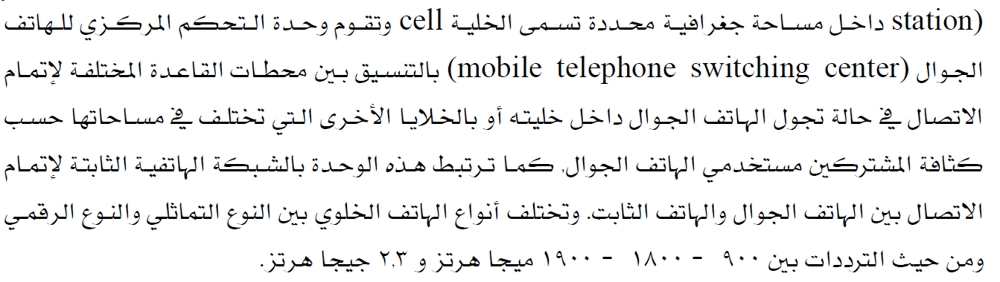 station) داخل مساحة جغرافية محددة تسمى الخلية cell وتقوم وحدة التحكم المركزي للهاتف
الجوال (mobile telephone switching center) بالتنسيق بين محطات القاعدة المختلفة لإتمام
الاتصال في حالة تجول الهاتف الجوال داخل خليته أو بالخلايا الأخرى التي تختلف في مساحاتها حسب
كثافة المشتركين مستخدمي الهاتف الجوال. كما ترتبط هذه الوحدة بالشبكة الهاتفية الثابتة لإتمام
الاتصال بين الهاتف الجوال والهاتف الثابت. وتختلف أنواع الهاتف الخلوي بين النوع التماثلي والنوع الرقمي
ومن حيث الترددات بين ٩٠٠ - ١٨٠٠ - ١٩٠٠ ميجا هرتز و ٢,٣ جيجا هرتز.